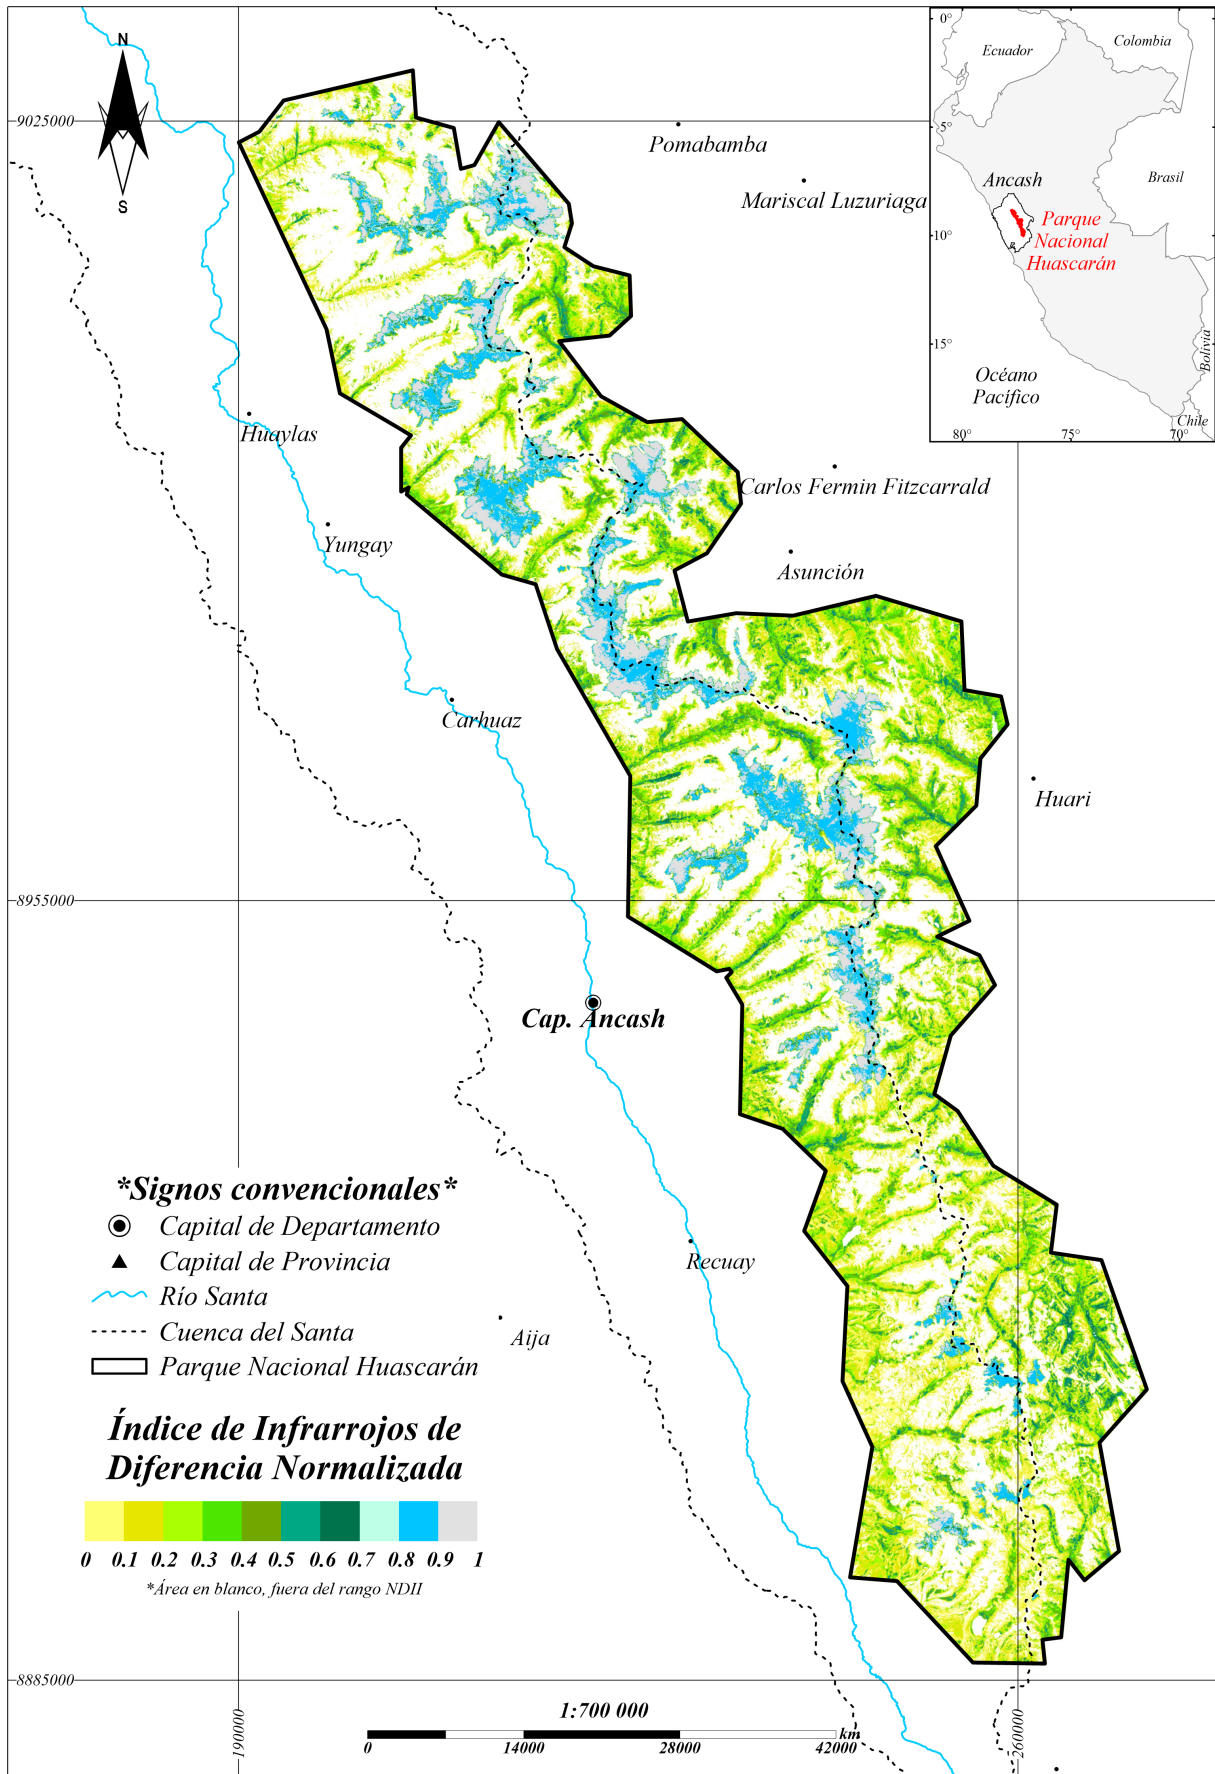 N
S
0°
5°
10°
15°
80°
75°
70°
Ecuador
Colombia
Brasil
Ancash
Parque
Nacional
Huascarán
Océano
Pacífico
Bolivia
Chile
9025000
8955000
8885000
190000
260000
Pomabamba
Mariscal Luzuriaga
Huaylas
Carlos Fermin Fitzcarrald
Yungay
Asunción
Carhuaz
Huari
Cap. Ancash
Recuay
Aija
*Signos convencionales*
Capital de Departamento
Capital de Provincia
Río Santa
Cuenca del Santa
Parque Nacional Huascarán
Índice de Infrarrojos de
Diferencia Normalizada
0 0.1 0.2 0.3 0.4 0.5 0.6 0.7 0.8 0.9 1
*Área en blanco, fuera del rango NDII
1:700 000
km
0 14000 28000 42000